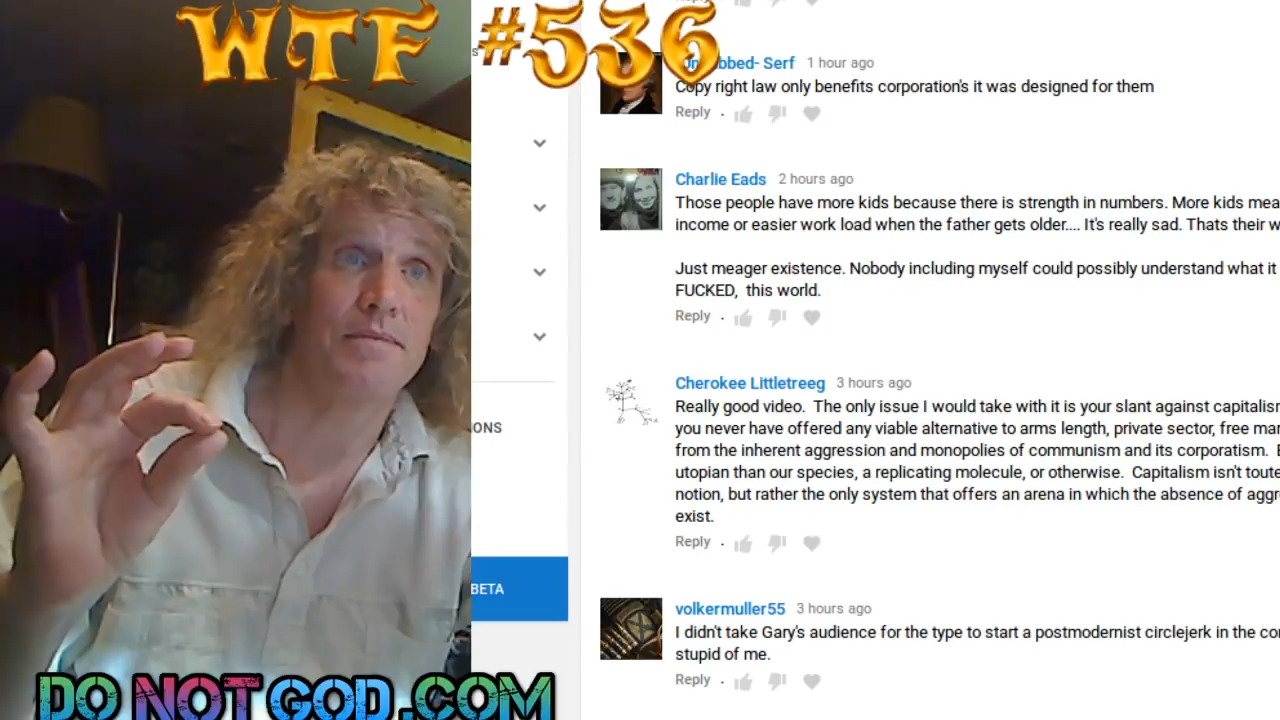 WTF #536
bbed- Serf 1 hour ago
Copy right law only benefits corporation's it was designed for them
Reply .
Charlie Eads 2 hours ago
Those people have more kids because there is strength in numbers. More kids mea
income or easier work load when the father gets older.... It's really sad. Thats their w
Just meager existence. Nobody including myself could possibly understand what it
FUCKED, this world.
Reply .
Cherokee Littletreeg 3 hours ago
Really good video. The only issue I would take with it is your slant against capitalism
you never have offered any viable alternative to arms length, private sector, free mar
from the inherent aggression and monopolies of communism and its corporatism.
utopian than our species, a replicating molecule, or otherwise. Capitalism isn't toute
notion, but rather the only system that offers an arena in which the absence of aggr
exist.
ONS
Reply .
BETA
volkermuller55 3 hours ago
I didn't take Gary's audience for the type to start a postmodernist circlejerk in the co
stupid of me.
Reply .
DO NOT GOD .COM